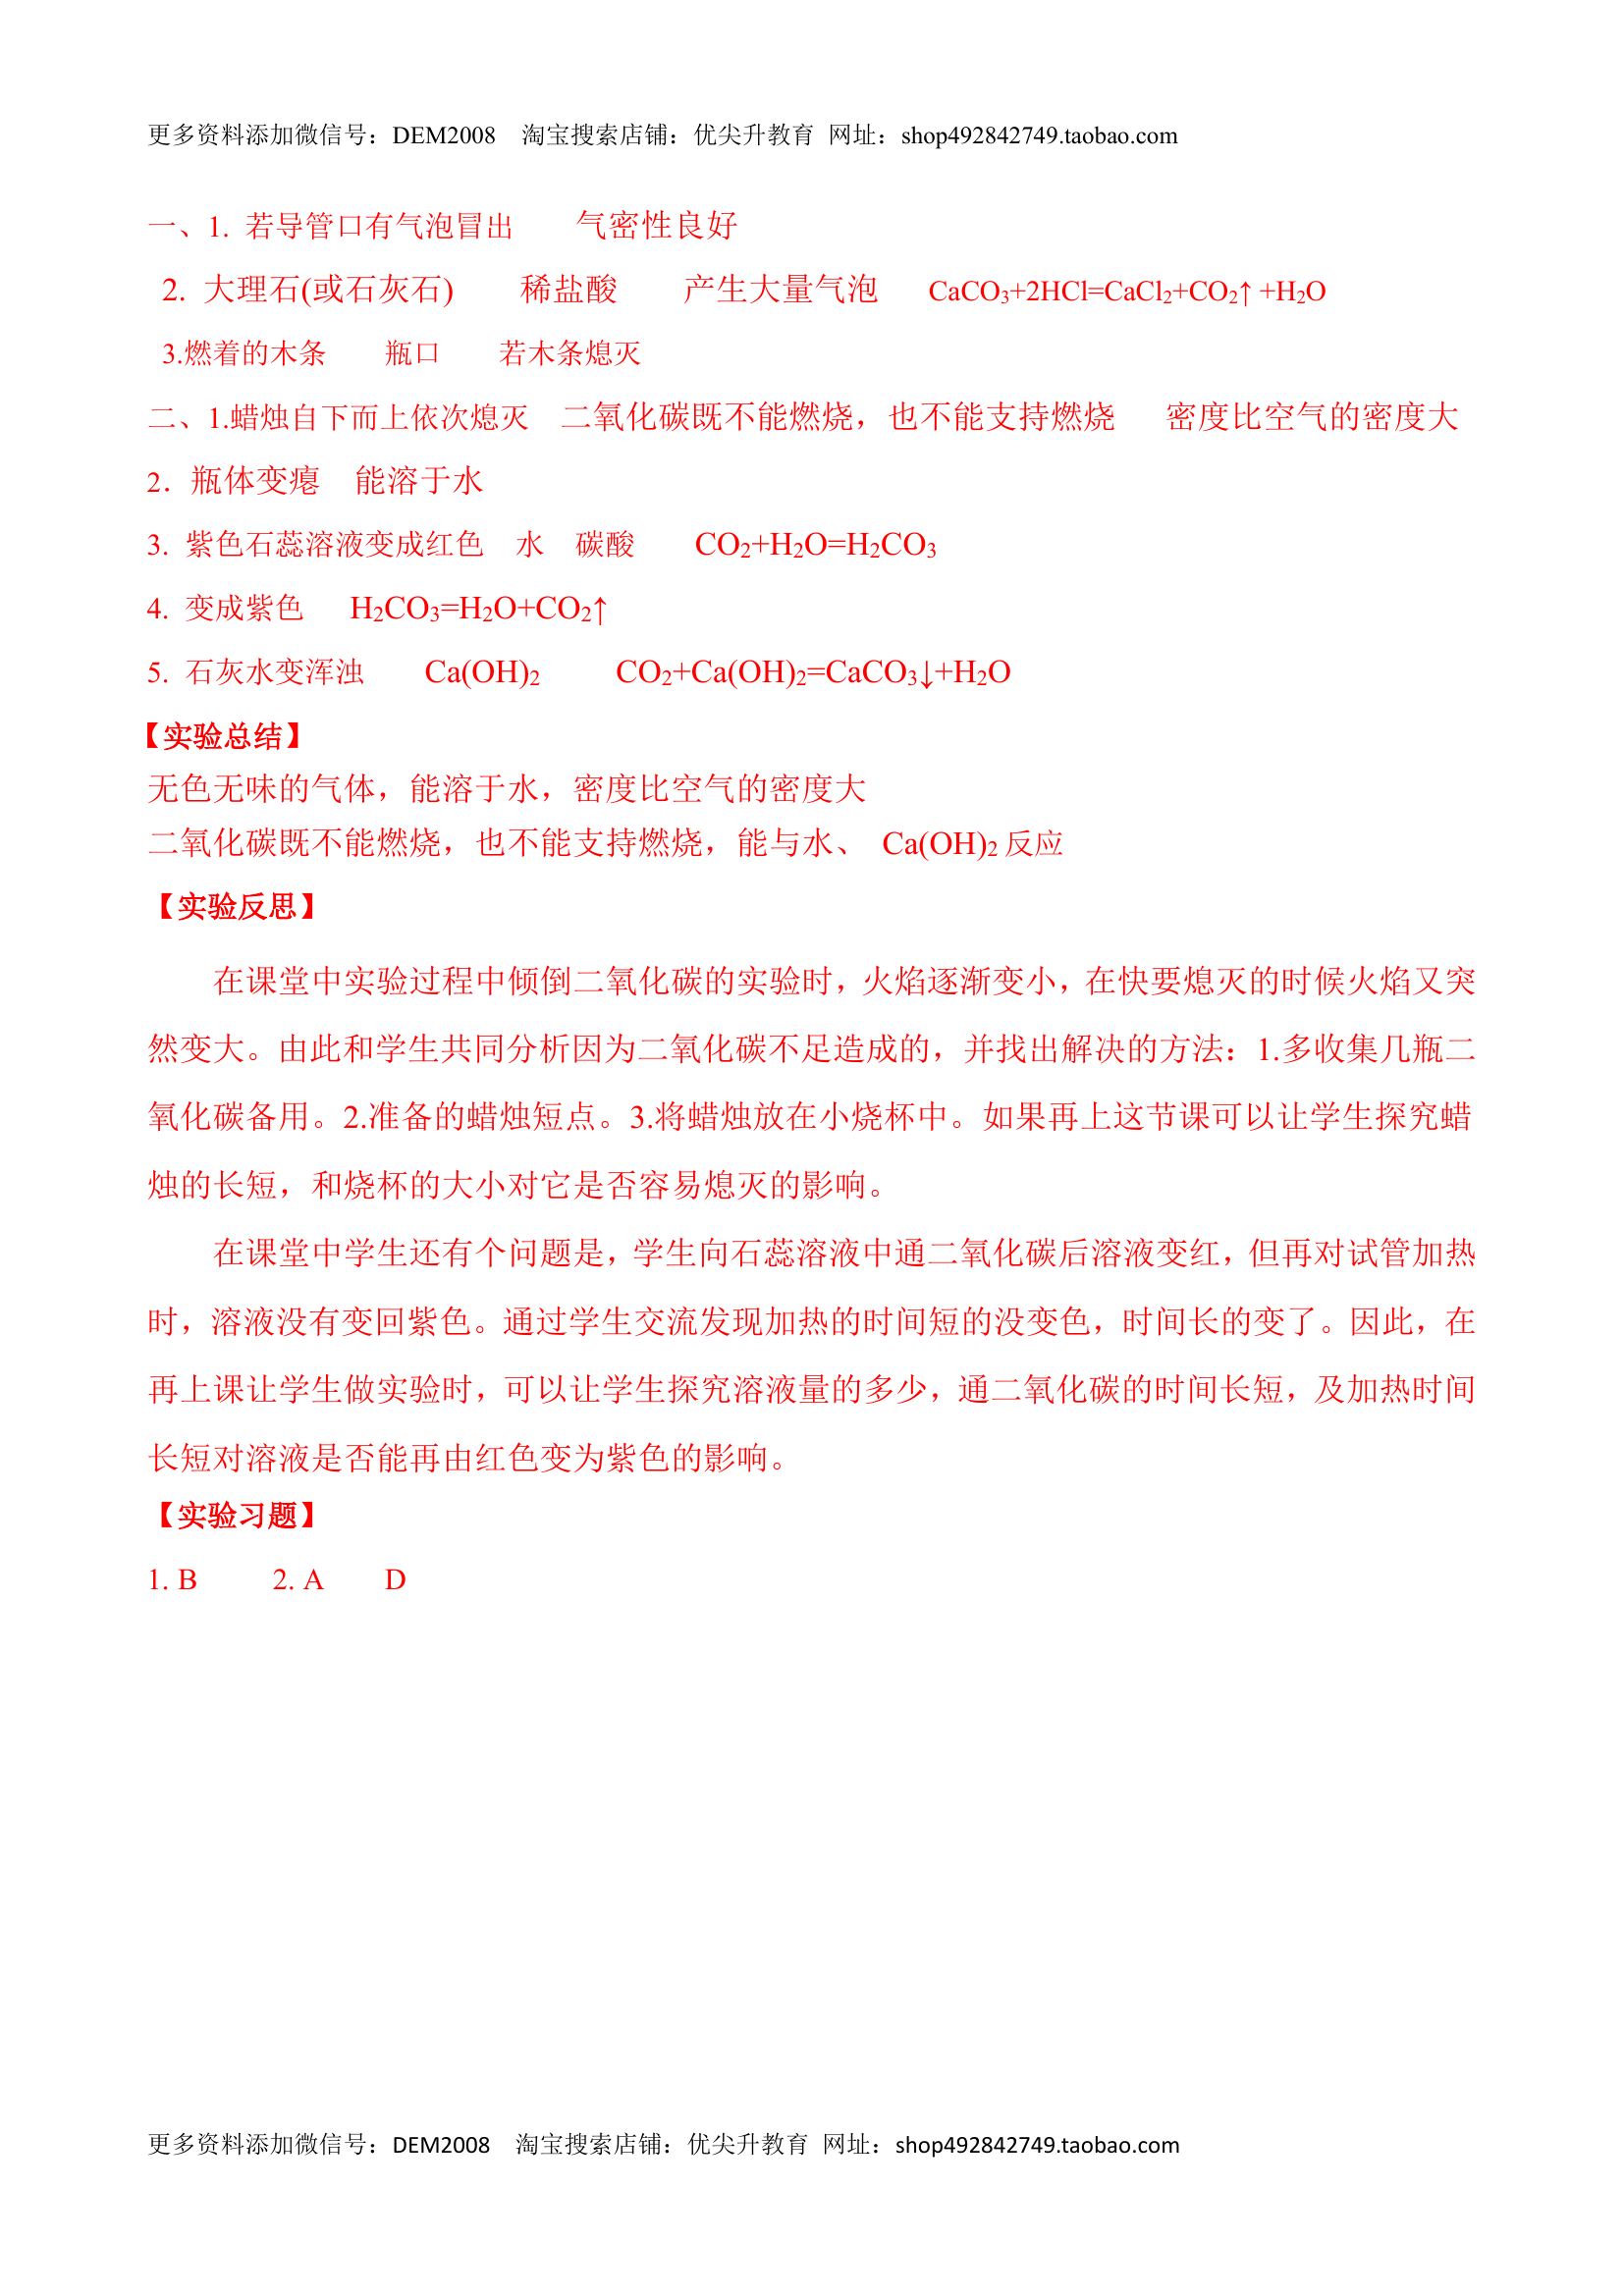 更多资料添加微信号：DEM2008 淘宝搜索店铺：优尖升教育 网址：shop492842749.taobao.com
一、1. 若导管口有气泡冒出 气密性良好
2. 大理石(或石灰石) 稀盐酸 产生大量气泡 CaCO₃+2HCl=CaCl₂+CO₂↑ +H₂O
3.燃着的木条 瓶口 若木条熄灭
二、1.蜡烛自下而上依次熄灭 二氧化碳既不能燃烧，也不能支持燃烧 密度比空气的密度大
2．瓶体变瘪 能溶于水
3. 紫色石蕊溶液变成红色 水 碳酸 CO₂+H₂O=H₂CO₃
4. 变成紫色 H₂CO₃=H₂O+CO₂↑
5. 石灰水变浑浊 Ca(OH)₂ CO₂+Ca(OH)₂=CaCO₃↓+H₂O
【实验总结】
无色无味的气体，能溶于水，密度比空气的密度大
二氧化碳既不能燃烧，也不能支持燃烧，能与水、 Ca(OH)₂反应
【实验反思】
在课堂中实验过程中倾倒二氧化碳的实验时，火焰逐渐变小，在快要熄灭的时候火焰又突
然变大。由此和学生共同分析因为二氧化碳不足造成的，并找出解决的方法：1.多收集几瓶二
氧化碳备用。2.准备的蜡烛短点。3.将蜡烛放在小烧杯中。如果再上这节课可以让学生探究蜡
烛的长短，和烧杯的大小对它是否容易熄灭的影响。
在课堂中学生还有个问题是，学生向石蕊溶液中通二氧化碳后溶液变红，但再对试管加热
时，溶液没有变回紫色。通过学生交流发现加热的时间短的没变色，时间长的变了。因此，在
再上课让学生做实验时，可以让学生探究溶液量的多少，通二氧化碳的时间长短，及加热时间
长短对溶液是否能再由红色变为紫色的影响。
【实验习题】
1. B 2. A D
更多资料添加微信号：DEM2008 淘宝搜索店铺：优尖升教育 网址：shop492842749.taobao.com